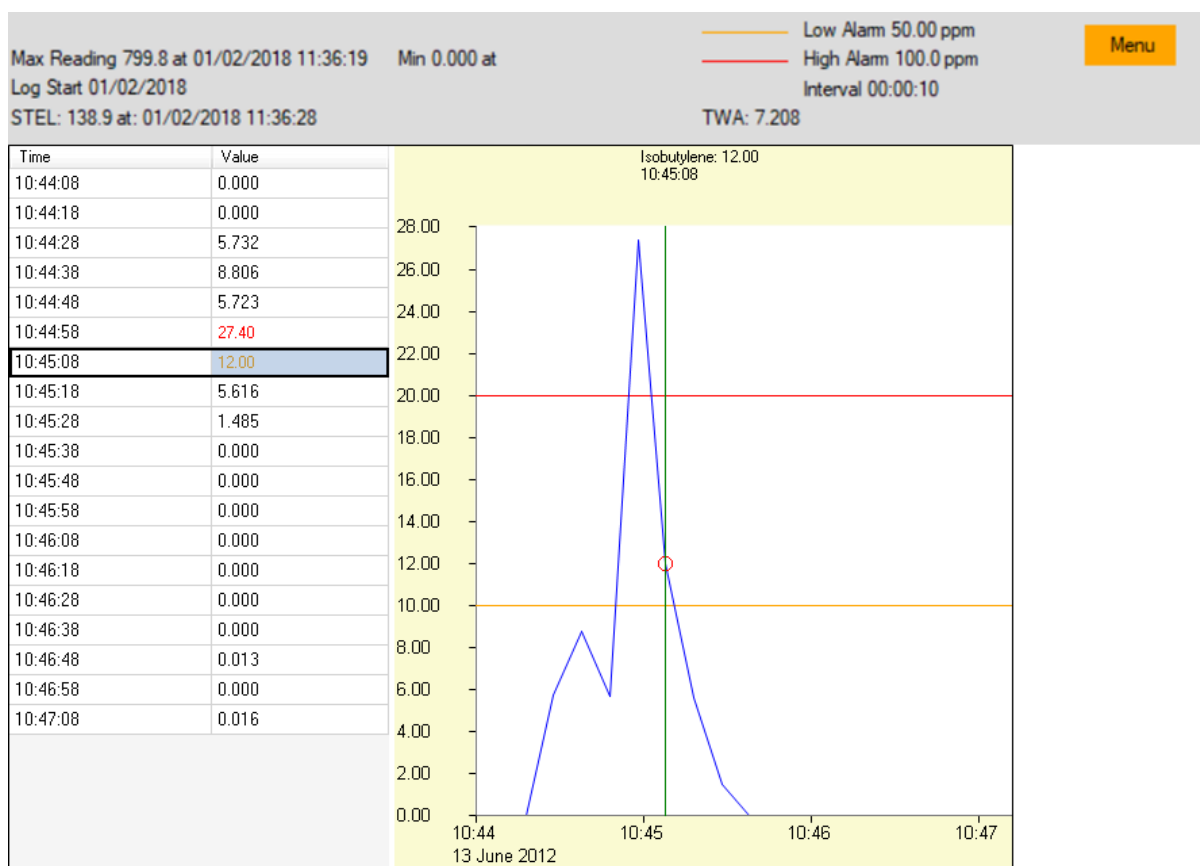 Max Reading 799.8 at 01/02/2018 11:36:19 Min 0.000 at
Log Start 01/02/2018
STEL: 138.9 at: 01/02/2018 11:36:28
Low Alarm 50.00 ppm
High Alarm 100.0 ppm
Interval 00:00:10
TWA: 7.208
Menu
Time Value
10:44:08 0.000
10:44:18 0.000
10:44:28 5.732
10:44:38 8.806
10:44:48 5.723
10:44:58 27.40
10:45:08 12.00
10:45:18 5.616
10:45:28 1.485
10:45:38 0.000
10:45:48 0.000
10:45:58 0.000
10:46:08 0.000
10:46:18 0.000
10:46:28 0.000
10:46:38 0.000
10:46:48 0.013
10:46:58 0.000
10:47:08 0.016
Isobutylene: 12.00
10:45:08
28.00
26.00
24.00
22.00
20.00
18.00
16.00
14.00
12.00
10.00
8.00
6.00
4.00
2.00
0.00
10:44 10:45 10:46 10:47
13 June 2012